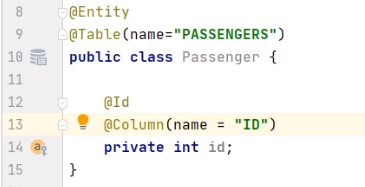 8 @Entity
9 @Table(name="PASSENGERS")
10 public class Passenger {
11
12 @Id
13 @Column(name = "ID")
14 a private int id;
15 }